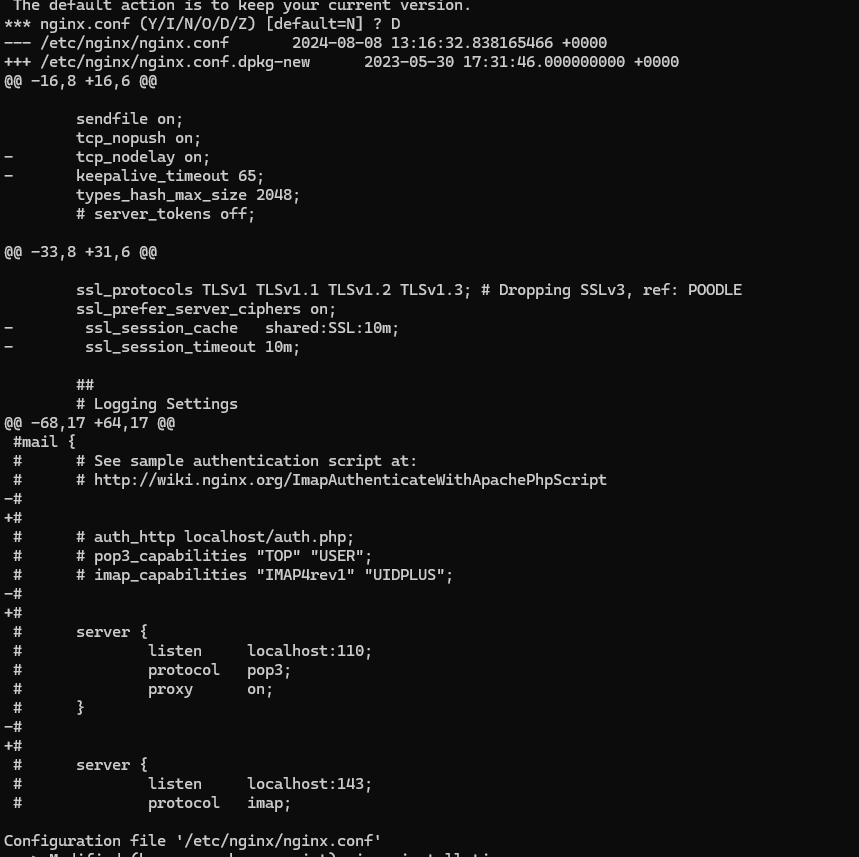 The default action is to keep your current version.
*** nginx.conf (Y/I/N/O/D/Z) [default=N] ? D
--- /etc/nginx/nginx.conf       2024-08-08 13:16:32.838165466 +0000
+++ /etc/nginx/nginx.conf.dpkg-new      2023-05-30 17:31:46.000000000 +0000
@@ -16,8 +16,6 @@
        sendfile on;
        tcp_nopush on;
-       tcp_nodelay on;
-       keepalive_timeout 65;
        types_hash_max_size 2048;
        # server_tokens off;
@@ -33,8 +31,6 @@
        ssl_protocols TLSv1 TLSv1.1 TLSv1.2 TLSv1.3; # Dropping SSLv3, ref: POODLE
        ssl_prefer_server_ciphers on;
-        ssl_session_cache   shared:SSL:10m;
-        ssl_session_timeout 10m;
        ##
        # Logging Settings
@@ -68,17 +64,17 @@
 #mail {
 #      # See sample authentication script at:
 #      # http://wiki.nginx.org/ImapAuthenticateWithApachePhpScript
-#
+#
 #      # auth_http localhost/auth.php;
 #      # pop3_capabilities "TOP" "USER";
 #      # imap_capabilities "IMAP4rev1" "UIDPLUS";
-#
+#
 #      server {
 #              listen     localhost:110;
 #              protocol   pop3;
 #              proxy      on;
 #      }
-#
+#
 #      server {
 #              listen     localhost:143;
 #              protocol   imap;
Configuration file '/etc/nginx/nginx.conf'